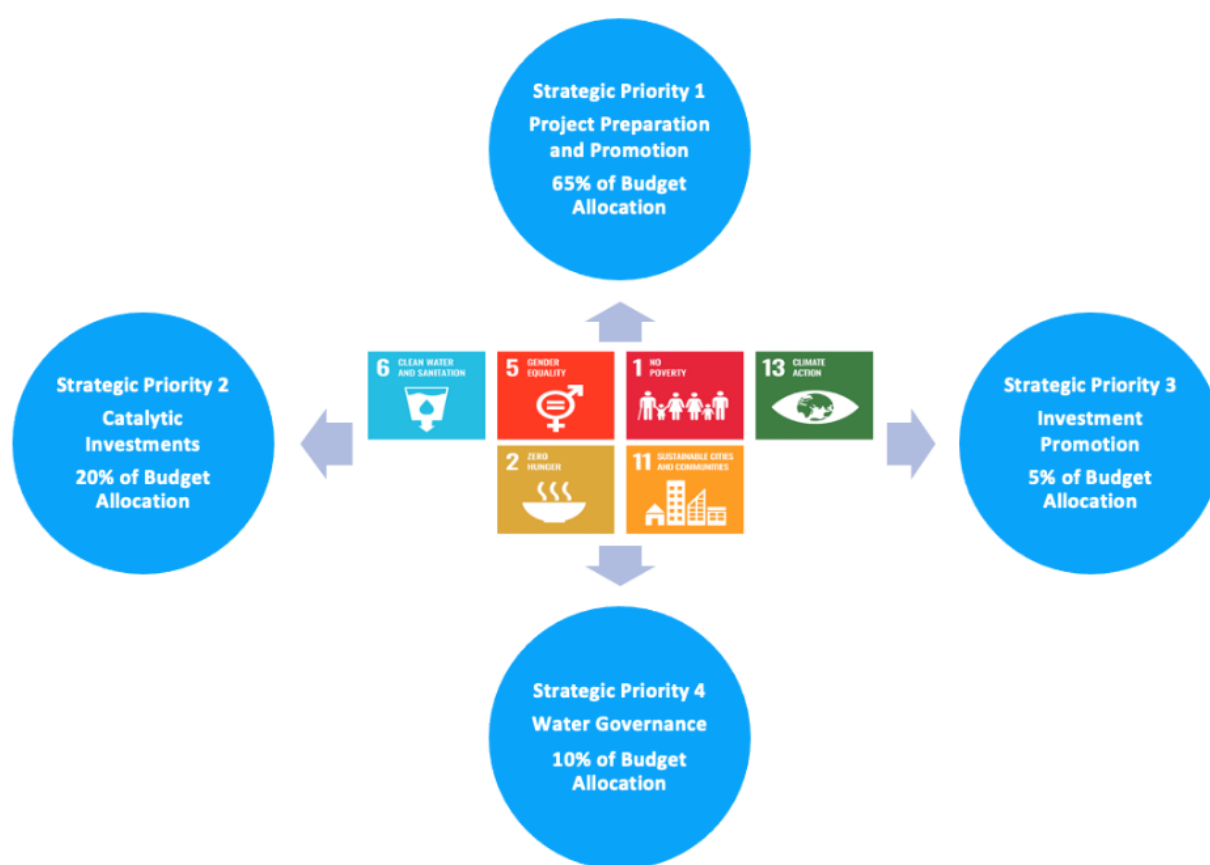 Strategic Priority 1
Project Preparation
and Promotion
65% of Budget
Allocation
6 CLEAN WATER
AND SANITATION
5 GENDER
EQUALITY
1 NO
POVERTY
13 CLIMATE
ACTION
Strategic Priority 2
Catalytic
Investments
20% of Budget
Allocation
Strategic Priority 3
Investment
Promotion
5% of Budget
Allocation
2 ZERO
HUNGER
11 SUSTAINABLE CITIES
AND COMMUNITIES
Strategic Priority 4
Water Governance
10% of Budget
Allocation